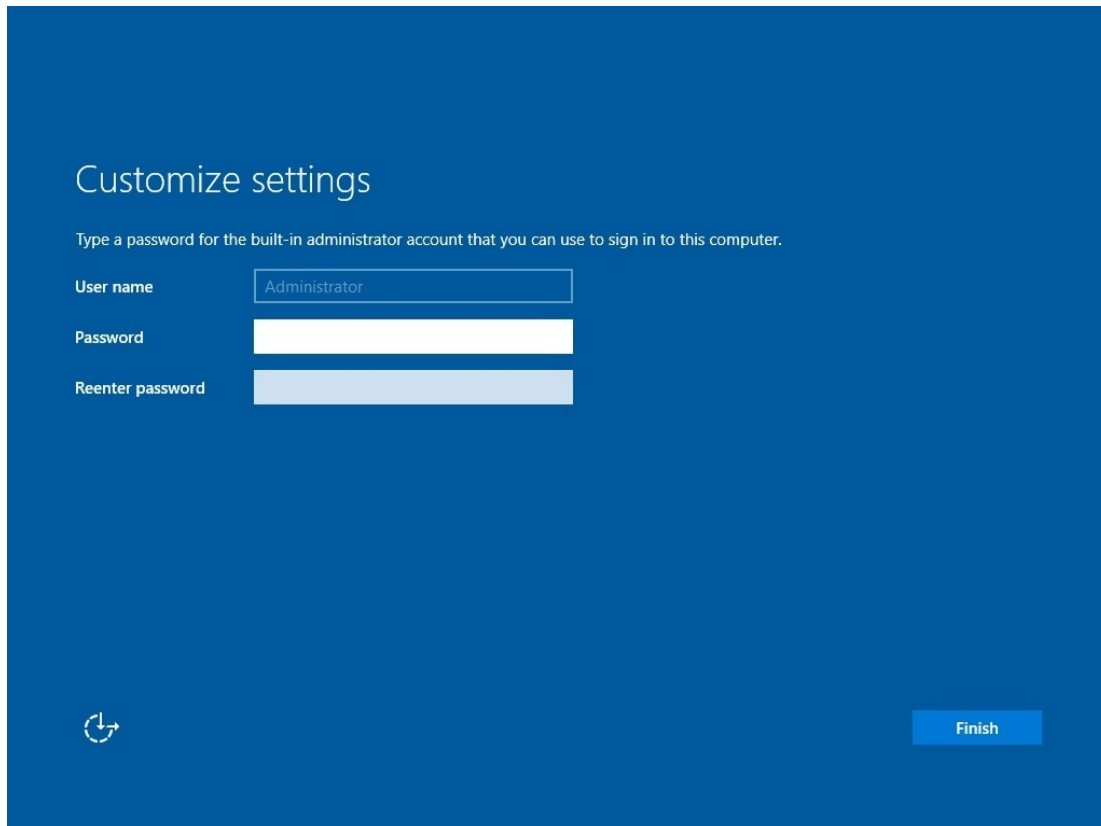 Customize settings
Type a password for the built-in administrator account that you can use to sign in to this computer.
User name Administrator
Password
Reenter password
Finish